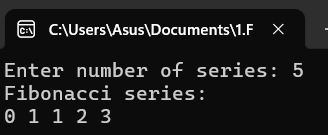 C:\Users\Asus\Documents\1.F
Enter number of series: 5
Fibonacci series:
0 1 1 2 3